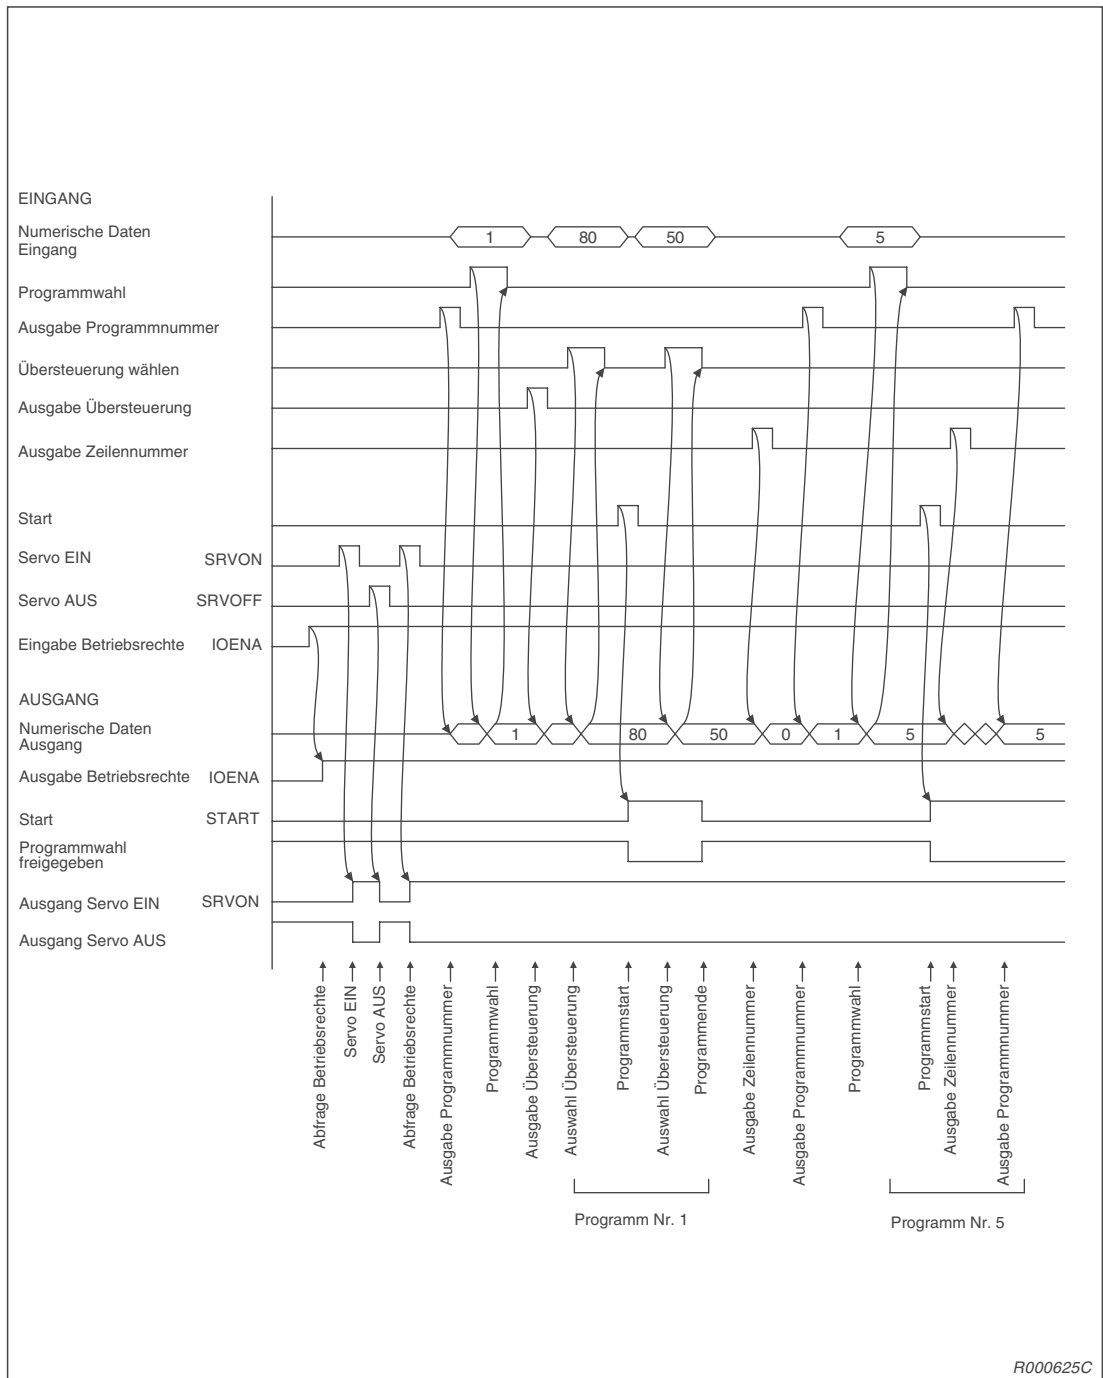 EINGANG
Numerische Daten
Eingang
1 80 50 5
Programmwahl
Ausgabe Programmnummer
Übersteuerung wählen
Ausgabe Übersteuerung
Ausgabe Zeilennummer
Start
Servo EIN SRVON
Servo AUS SRVOFF
Eingabe Betriebsrechte IOENA
AUSGANG
Numerische Daten
Ausgang
1 80 50 0 1 5 5
Ausgabe Betriebsrechte IOENA
Start START
Programmwahl
freigegeben
Ausgang Servo EIN SRVON
Ausgang Servo AUS
Abfrage Betriebsrechte
Servo EIN
Servo AUS
Abfrage Betriebsrechte
Ausgabe Programmnummer
Programmwahl
Ausgabe Übersteuerung
Auswahl Übersteuerung
Programmstart
Auswahl Übersteuerung
Programmende
Ausgabe Zeilennummer
Ausgabe Programmnummer
Programmwahl
Programmstart
Ausgabe Zeilennummer
Ausgabe Programmnummer
Programm Nr. 1
Programm Nr. 5
R000625C